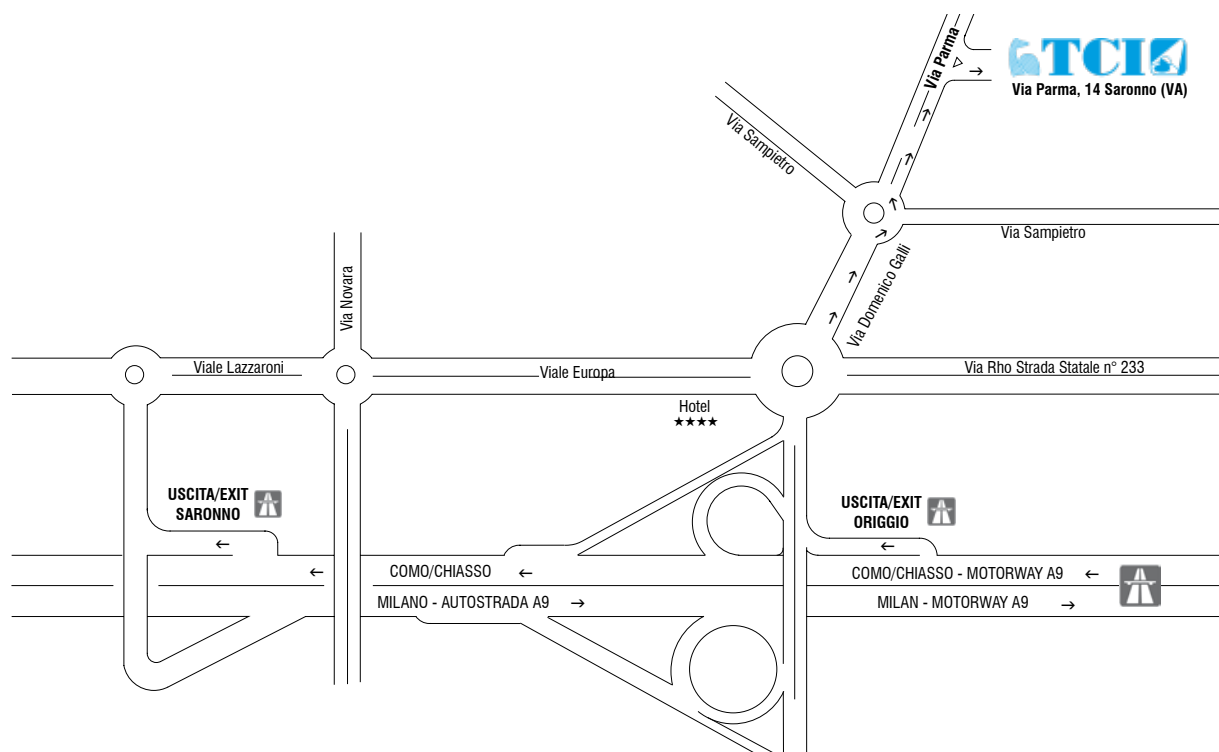 Via Parma
TCI
Via Parma, 14 Saronno (VA)
Via Sampietro
Via Sampietro
Via Domenico Galli
Via Novara
Viale Lazzaroni
Viale Europa
Via Rho Strada Statale n° 233
Hotel
★★★★
USCITA/EXIT
SARONNO
USCITA/EXIT
ORIGGIO
COMO/CHIASSO ←
COMO/CHIASSO - MOTORWAY A9 ←
MILANO - AUTOSTRADA A9 →
MILAN - MOTORWAY A9 →